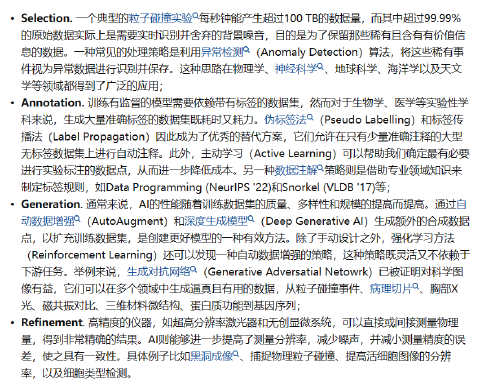 • Selection. 一个典型的粒子碰撞实验每秒钟能产生超过100 TB的数据量，而其中超过99.99%
的原始数据实际上是需要实时识别并舍弃的背景噪音，目的是为了保留那些稀有且含有有价值信
息的数据。一种常见的处理策略是利用异常检测（Anomaly Detection）算法，将这些稀有事
件视为异常数据进行识别并保存。这种思路在物理学、神经科学、地球科学、海洋学以及天文
学等领域都得到了广泛的应用；
• Annotation. 训练有监督的模型需要依赖带有标签的数据集，然而对于生物学、医学等实验性学
科来说，生成大量准确标签的数据集既耗时又耗力。伪标签法（Pseudo Labelling）和标签传
播法（Label Propagation）因此成为了优秀的替代方案，它们允许在只有少量准确注释的大型
无标签数据集上进行自动注释。此外，主动学习（Active Learning）可以帮助我们确定最有必要
进行实验标注的数据点，从而进一步降低成本。另一种数据注解策略则是借助专业领域知识来
制定标签规则，如Data Programming (NeurIPS '22)和Snorkel (VLDB '17)等；
• Generation. 通常来说，AI的性能随着训练数据集的质量、多样性和规模的提高而提高。通过自
动数据增强（AutoAugment）和深度生成模型（Deep Generative AI）生成额外的合成数据
点，以扩充训练数据集，是创建更好模型的一种有效方法。除了手动设计之外，强化学习方法
（Reinforcement Learning）还可以发现一种自动数据增强的策略，这种策略既灵活又不依赖于
下游任务。举例来说，生成对抗网络（Generative Adversatial Netowrk）已被证明对科学图
像有益，它们可以在多个领域中生成逼真且有用的数据，从粒子碰撞事件、病理切片、胸部X
光、磁共振对比、三维材料微结构、蛋白质功能到基因序列；
• Refinement. 高精度的仪器，如超高分辨率激光器和无创显微系统，可以直接或间接测量物理
量，得到非常精确的结果。AI则能够进一步提高了测量分辨率，减少噪声，并减小测量精度的误
差，使之具有一致性。具体例子比如黑洞成像、捕捉物理粒子碰撞、提高活细胞图像的分辨
率，以及细胞类型检测。